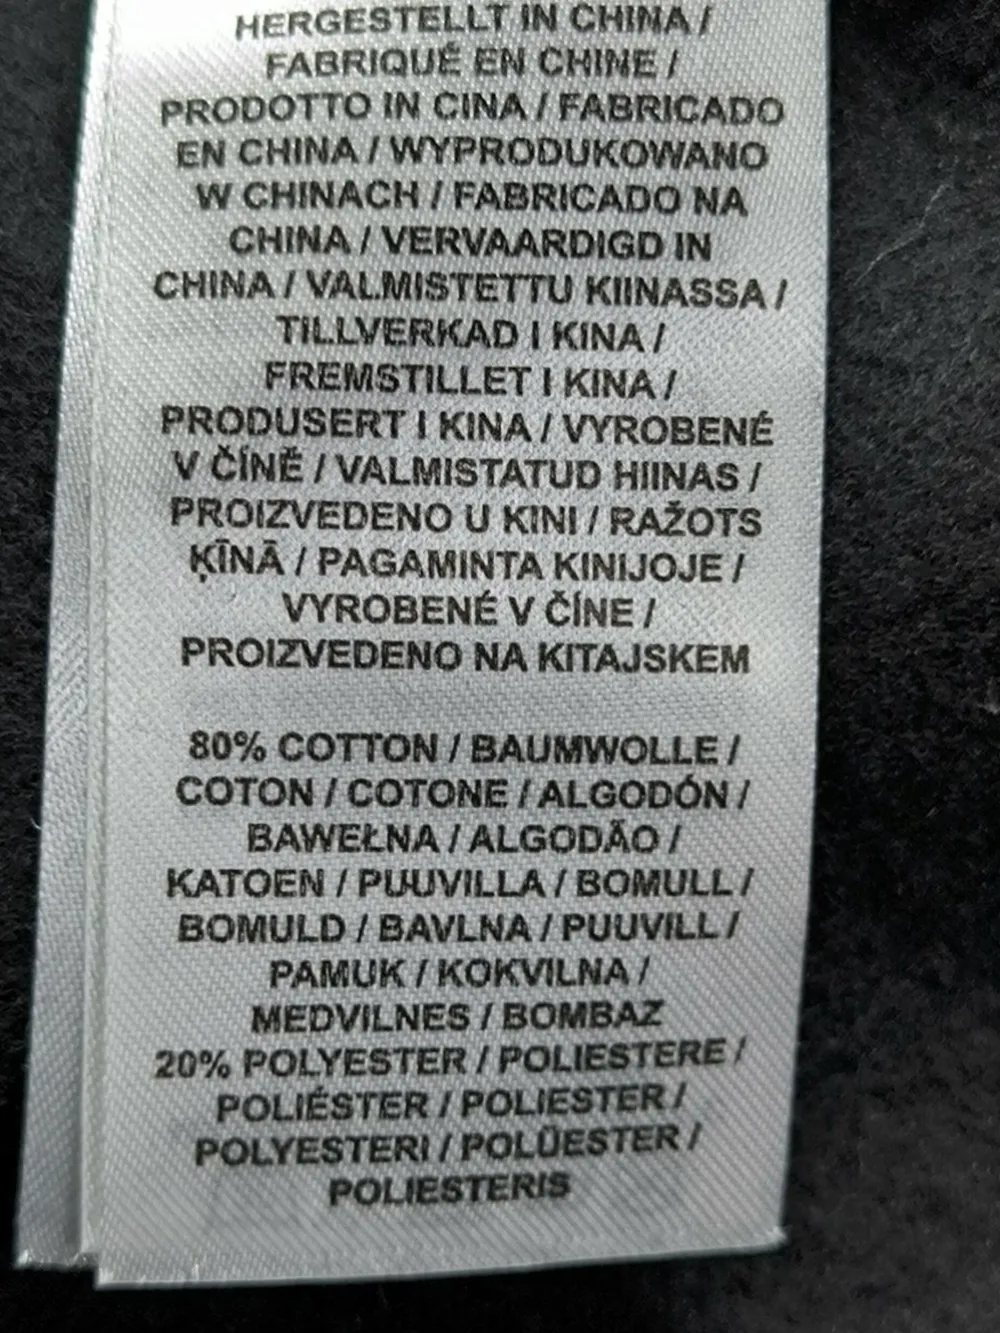 HERGESTELLT IN CHINA /
FABRIQUÉ EN CHINE /
PRODOTTO IN CINA / FABRICADO
EN CHINA / WYPRODUKOWANO
W CHINACH / FABRICADO NA
CHINA / VERVAARDIGD IN
CHINA / VALMISTETTU KIINASSA /
TILLVERKAD I KINA /
FREMSTILLET I KINA /
PRODUSERT I KINA / VYROBENÉ
V ČÍNĚ / VALMISTATUD HIINAS /
PROIZVEDENO U KINI / RAŽOTS
ĶĪNĀ / PAGAMINTA KINIJOJE /
VYROBENÉ V ČÍNE /
PROIZVEDENO NA KITAJSKEM
80% COTTON / BAUMWOLLE /
COTON / COTONE / ALGODÓN /
BAWEŁNA / ALGODÃO /
KATOEN / PUUVILLA / BOMULL /
BOMULD / BAVLNA / PUUVILL /
PAMUK / KOKVILNA /
MEDVILNES / BOMBAZ
20% POLYESTER / POLIESTERE /
POLIÉSTER / POLIESTER /
POLYESTERI / POLÜESTER /
POLIESTERIS